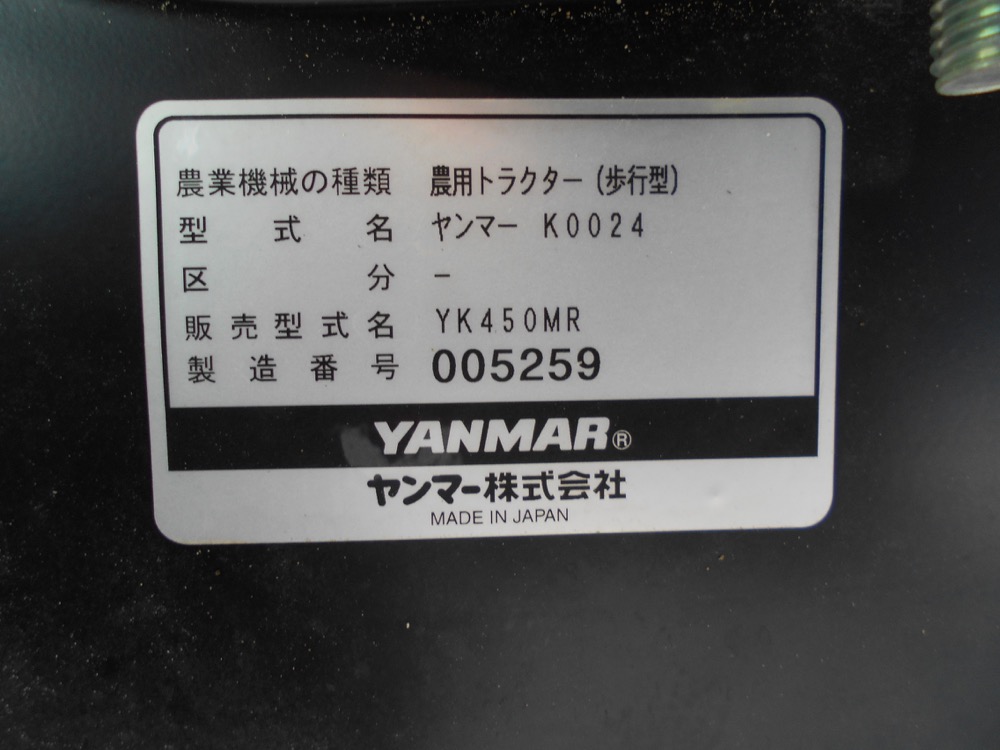 農業機械の種類 農用トラクター(歩行型)
型式名 ヤンマー K0024
区分 −
販売型式名 YK450MR
製造番号 005259
YANMAR®
ヤンマー株式会社
MADE IN JAPAN